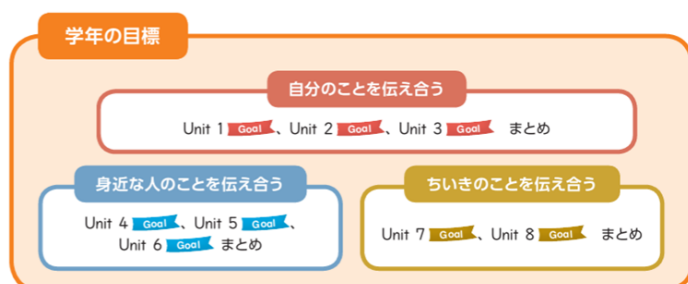 学年の目標
自分のことを伝え合う
Unit 1 Goal、Unit 2 Goal、Unit 3 Goal まとめ
身近な人のことを伝え合う
Unit 4 Goal、Unit 5 Goal、
Unit 6 Goal まとめ
ちいきのことを伝え合う
Unit 7 Goal、Unit 8 Goal まとめ